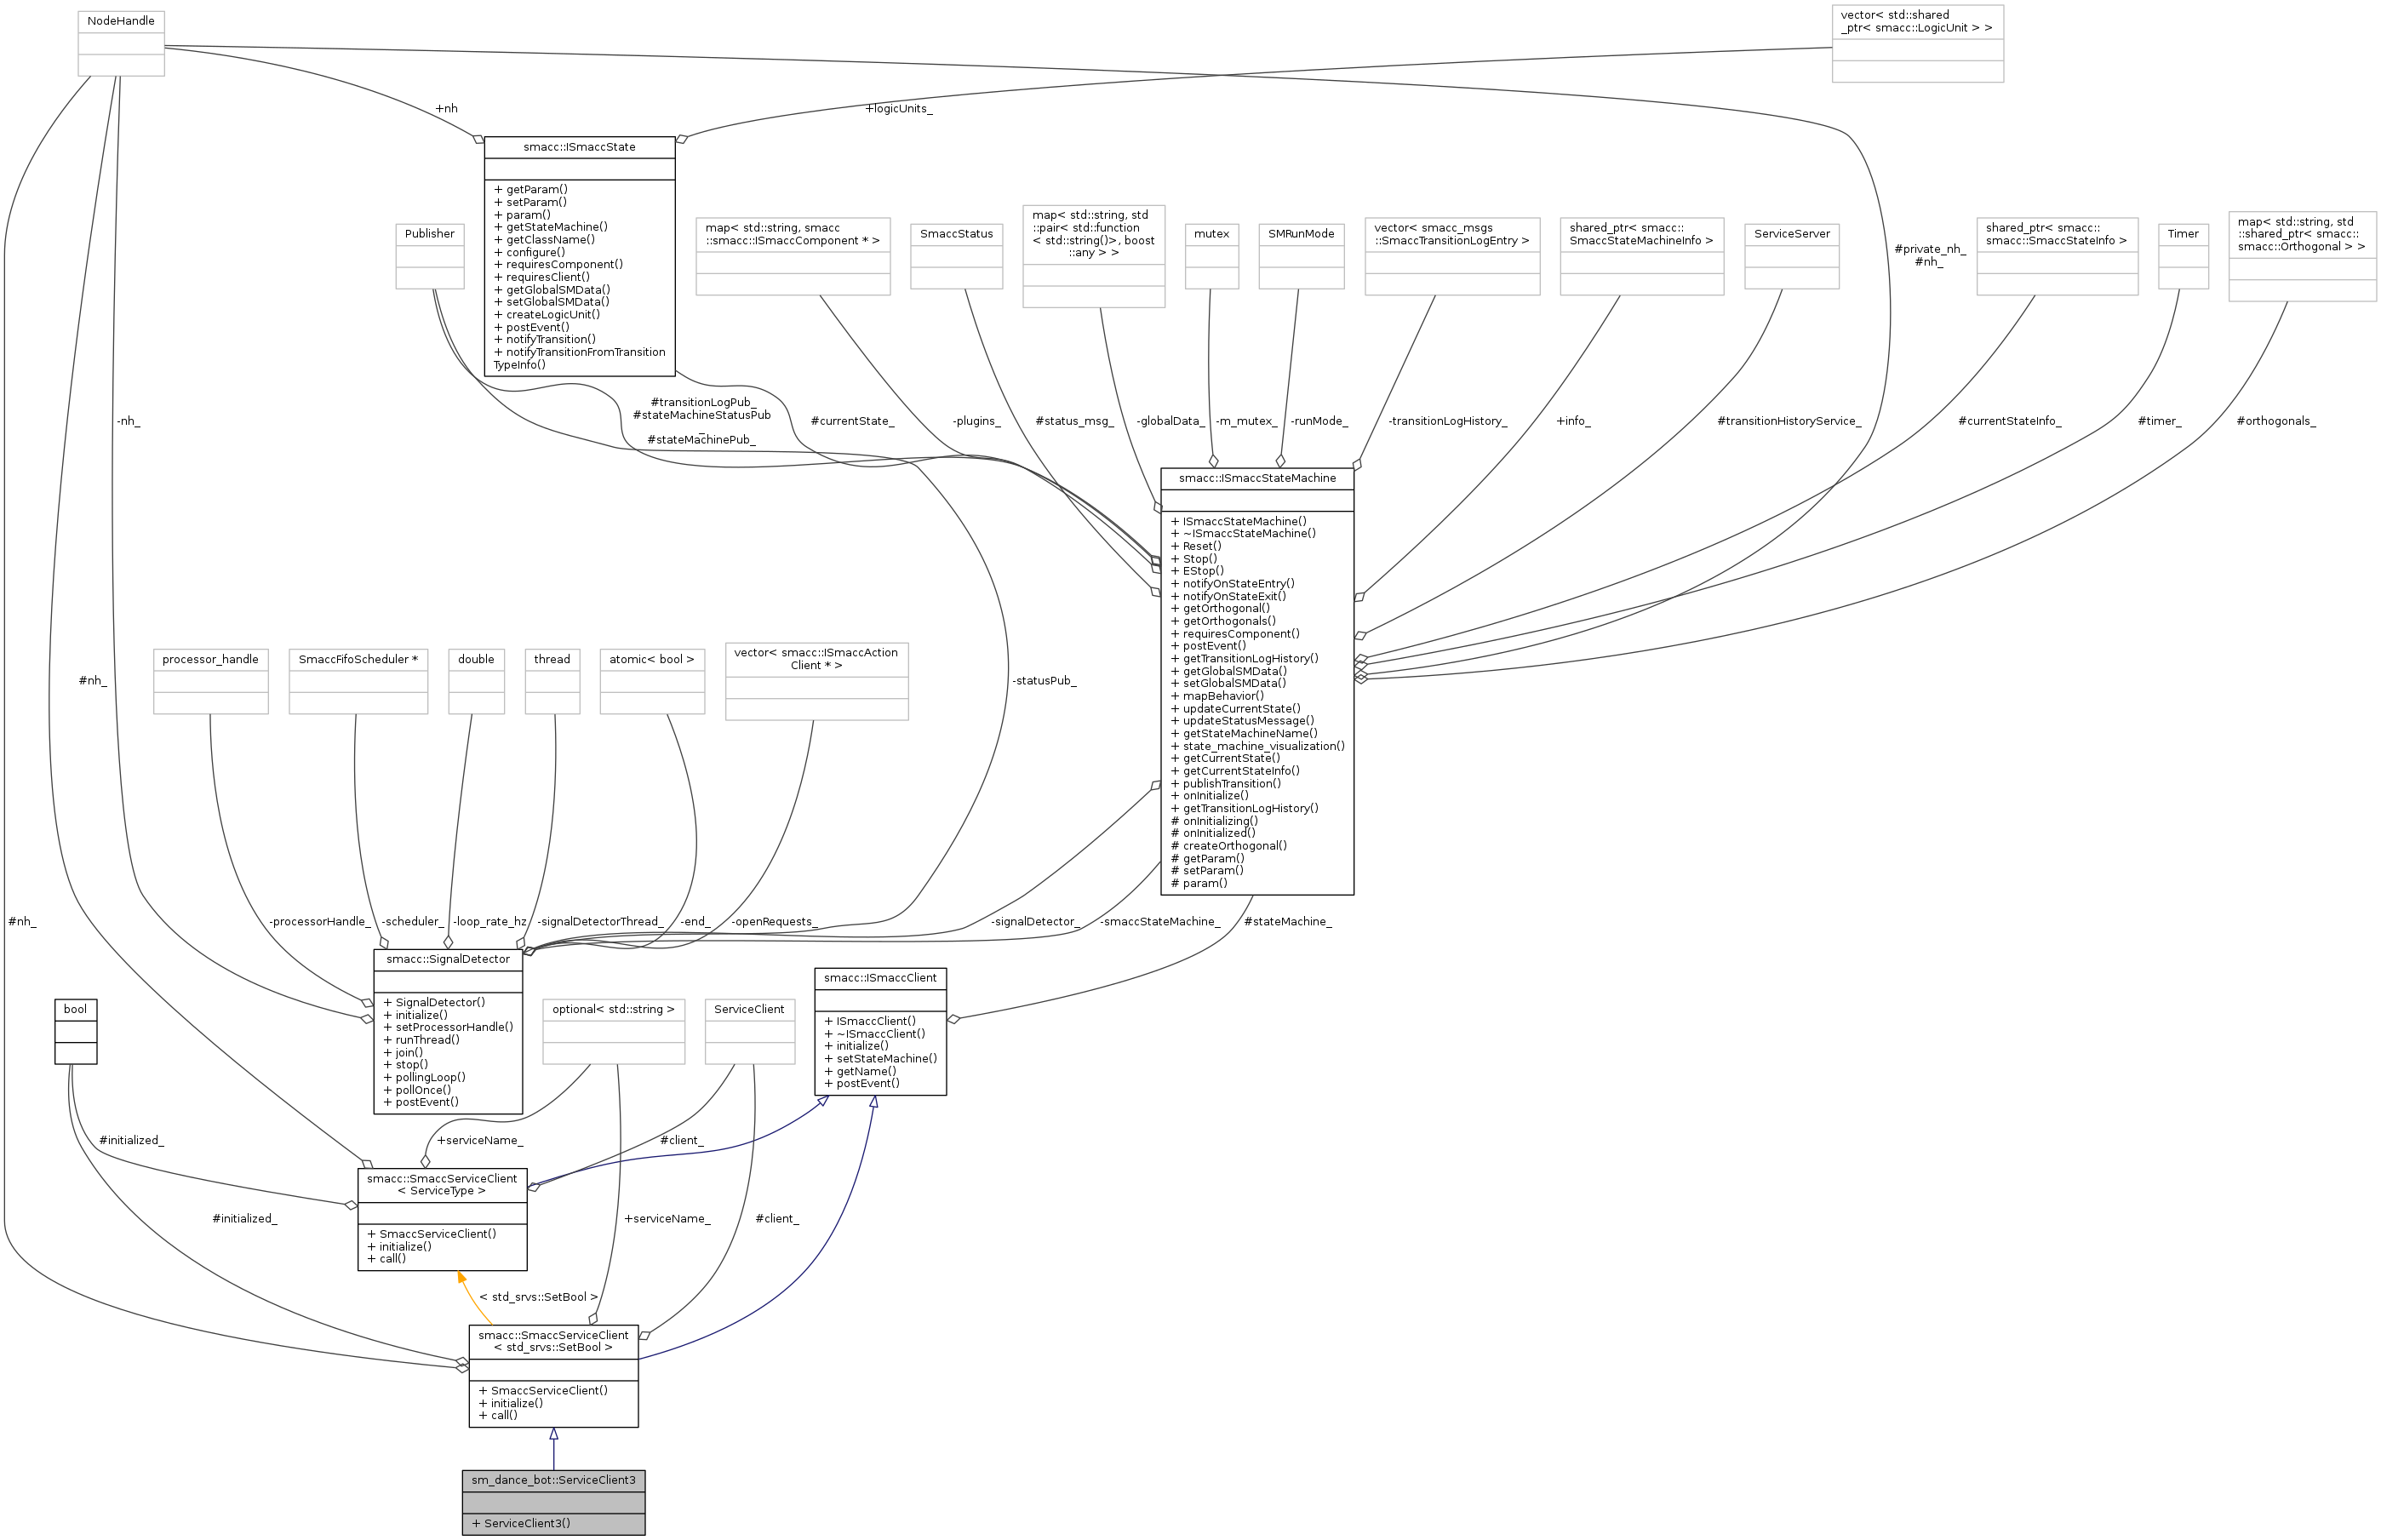 NodeHandle
vector< std::shared
_ptr< smacc::LogicUnit > >
+nh
+logicUnits_
smacc::ISmaccState
+ getParam()
+ setParam()
+ param()
+ getStateMachine()
+ getClassName()
+ configure()
+ requiresComponent()
+ requiresClient()
+ getGlobalSMData()
+ setGlobalSMData()
+ createLogicUnit()
+ postEvent()
+ notifyTransition()
+ notifyTransitionFromTransition
TypeInfo()
Publisher
map< std::string, smacc
::smacc::ISmaccComponent * >
SmaccStatus
map< std::string, std
::pair< std::function
< std::string()>, boost
::any > >
mutex
SMRunMode
vector< smacc_msgs
::SmaccTransitionLogEntry >
shared_ptr< smacc::
SmaccStateMachineInfo >
ServiceServer
#private_nh_
#nh_
shared_ptr< smacc::
smacc::SmaccStateInfo >
Timer
map< std::string, std
::shared_ptr< smacc::
smacc::Orthogonal > >
-nh_
#transitionLogPub_
#stateMachineStatusPub
_
#stateMachinePub_
#currentState_
-plugins_
#status_msg_
-globalData_
-m_mutex_
-runMode_
-transitionLogHistory_
+info_
#transitionHistoryService_
#currentStateInfo_
#timer_
#orthogonals_
smacc::ISmaccStateMachine
+ ISmaccStateMachine()
+ ~ISmaccStateMachine()
+ Reset()
+ Stop()
+ EStop()
+ notifyOnStateEntry()
+ notifyOnStateExit()
+ getOrthogonal()
+ getOrthogonals()
+ requiresComponent()
+ postEvent()
+ getTransitionLogHistory()
+ getGlobalSMData()
+ setGlobalSMData()
+ mapBehavior()
+ updateCurrentState()
+ updateStatusMessage()
+ getStateMachineName()
+ state_machine_visualization()
+ getCurrentState()
+ getCurrentStateInfo()
+ publishTransition()
+ onInitialize()
+ getTransitionLogHistory()
# onInitializing()
# onInitialized()
# createOrthogonal()
# getParam()
# setParam()
# param()
#nh_
processor_handle
SmaccFifoScheduler *
double
thread
atomic< bool >
vector< smacc::ISmaccAction
Client * >
-statusPub_
#nh_
-processorHandle_
-scheduler_
-loop_rate_hz
-signalDetectorThread_
-end_
-openRequests_
-signalDetector_
-smaccStateMachine_
#stateMachine_
smacc::SignalDetector
+ SignalDetector()
+ initialize()
+ setProcessorHandle()
+ runThread()
+ join()
+ stop()
+ pollingLoop()
+ pollOnce()
+ postEvent()
smacc::ISmaccClient
+ ISmaccClient()
+ ~ISmaccClient()
+ initialize()
+ setStateMachine()
+ getName()
+ postEvent()
bool
optional< std::string >
ServiceClient
#initialized_
+serviceName_
#client_
smacc::SmaccServiceClient
< ServiceType >
+ SmaccServiceClient()
+ initialize()
+ call()
#initialized_
+serviceName_
#client_
< std_srvs::SetBool >
smacc::SmaccServiceClient
< std_srvs::SetBool >
+ SmaccServiceClient()
+ initialize()
+ call()
sm_dance_bot::ServiceClient3
+ ServiceClient3()